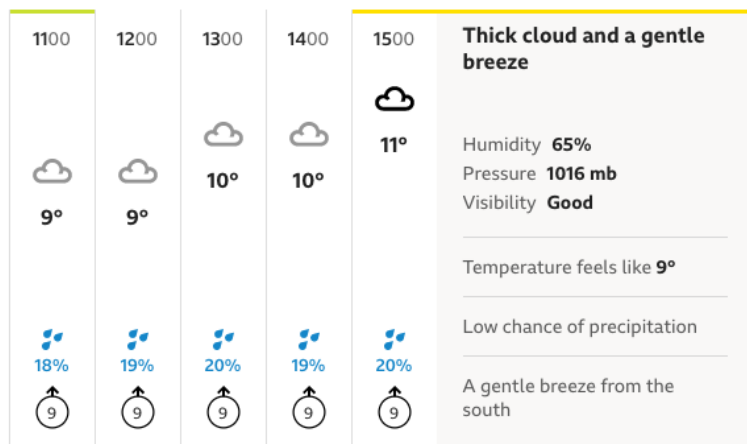 1100 1200 1300 1400 1500
11°
10° 10°
9° 9°
18% 19% 20% 19% 20%
9 9 9 9 9
Thick cloud and a gentle
breeze
Humidity 65%
Pressure 1016 mb
Visibility Good
Temperature feels like 9°
Low chance of precipitation
A gentle breeze from the
south